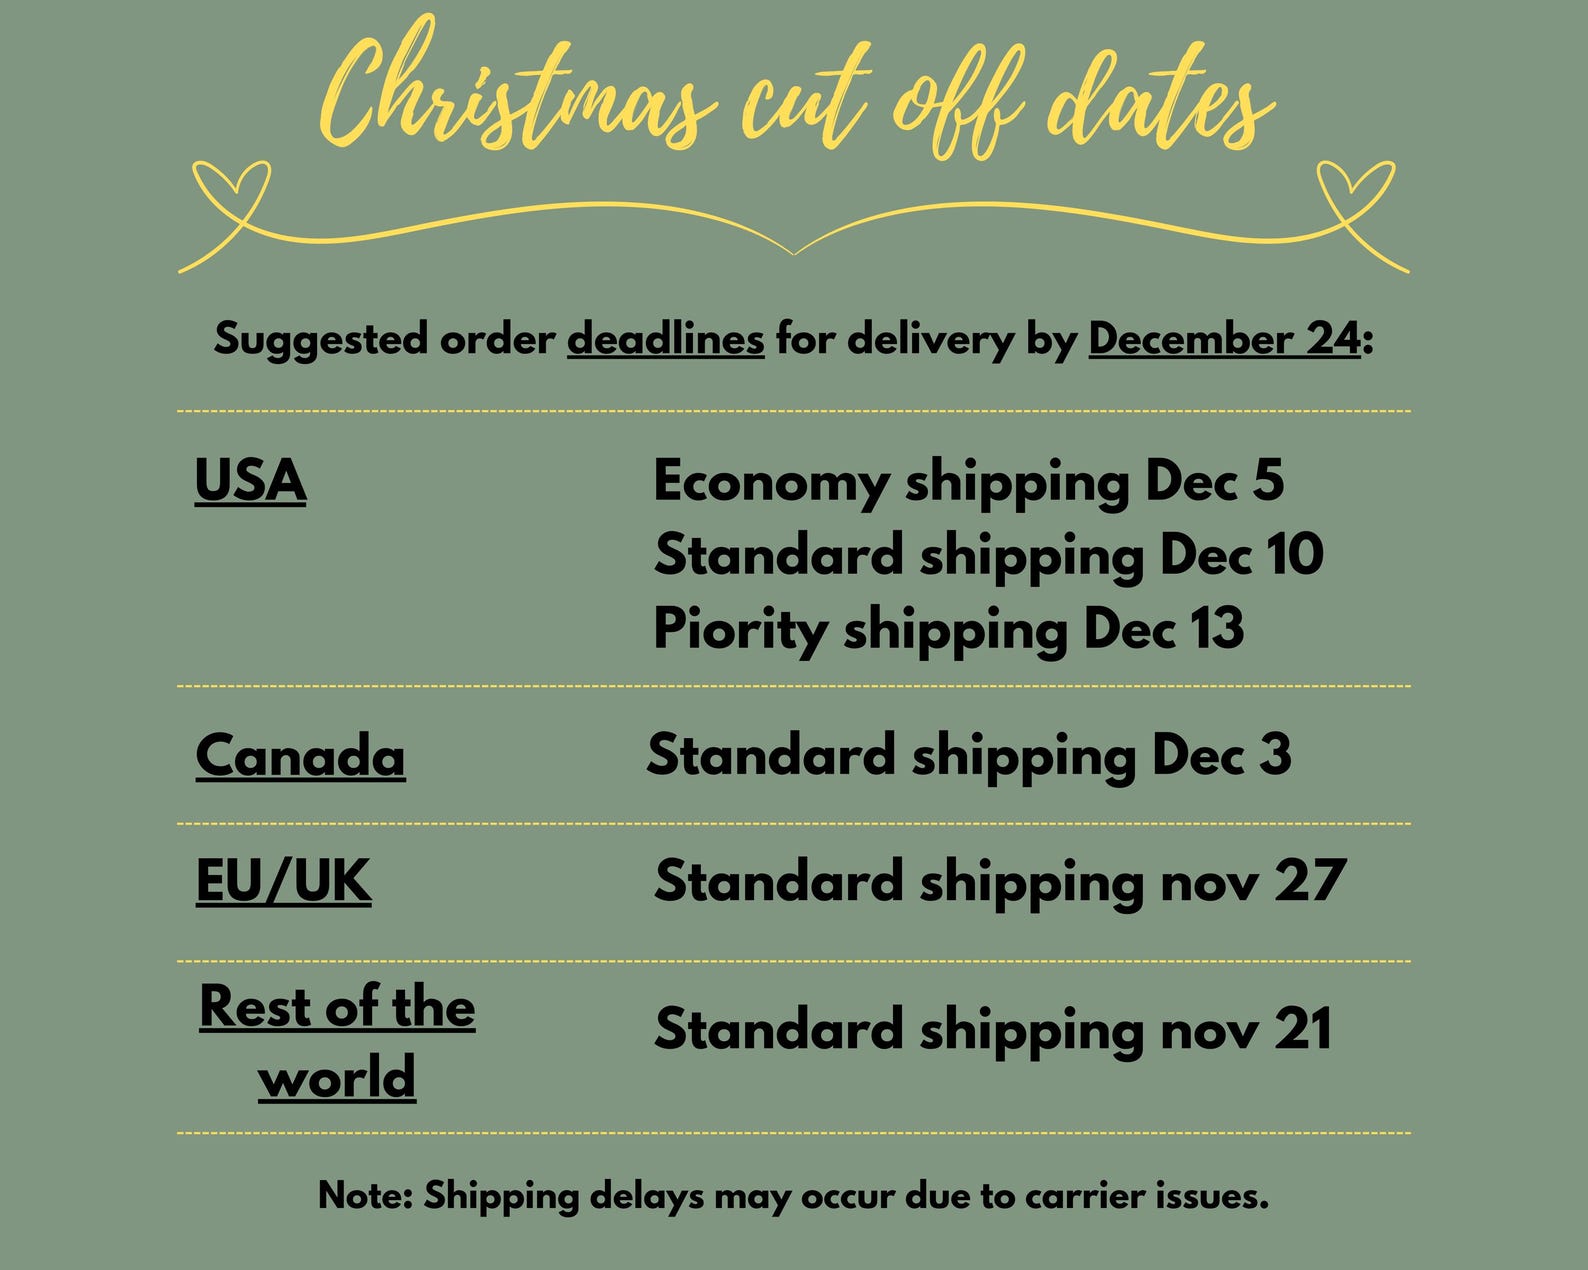 Christmas cut off dates
Suggested order deadlines for delivery by December 24:
USA
Economy shipping Dec 5
Standard shipping Dec 10
Piority shipping Dec 13
Canada
Standard shipping Dec 3
EU/UK
Standard shipping nov 27
Rest of the
world
Standard shipping nov 21
Note: Shipping delays may occur due to carrier issues.